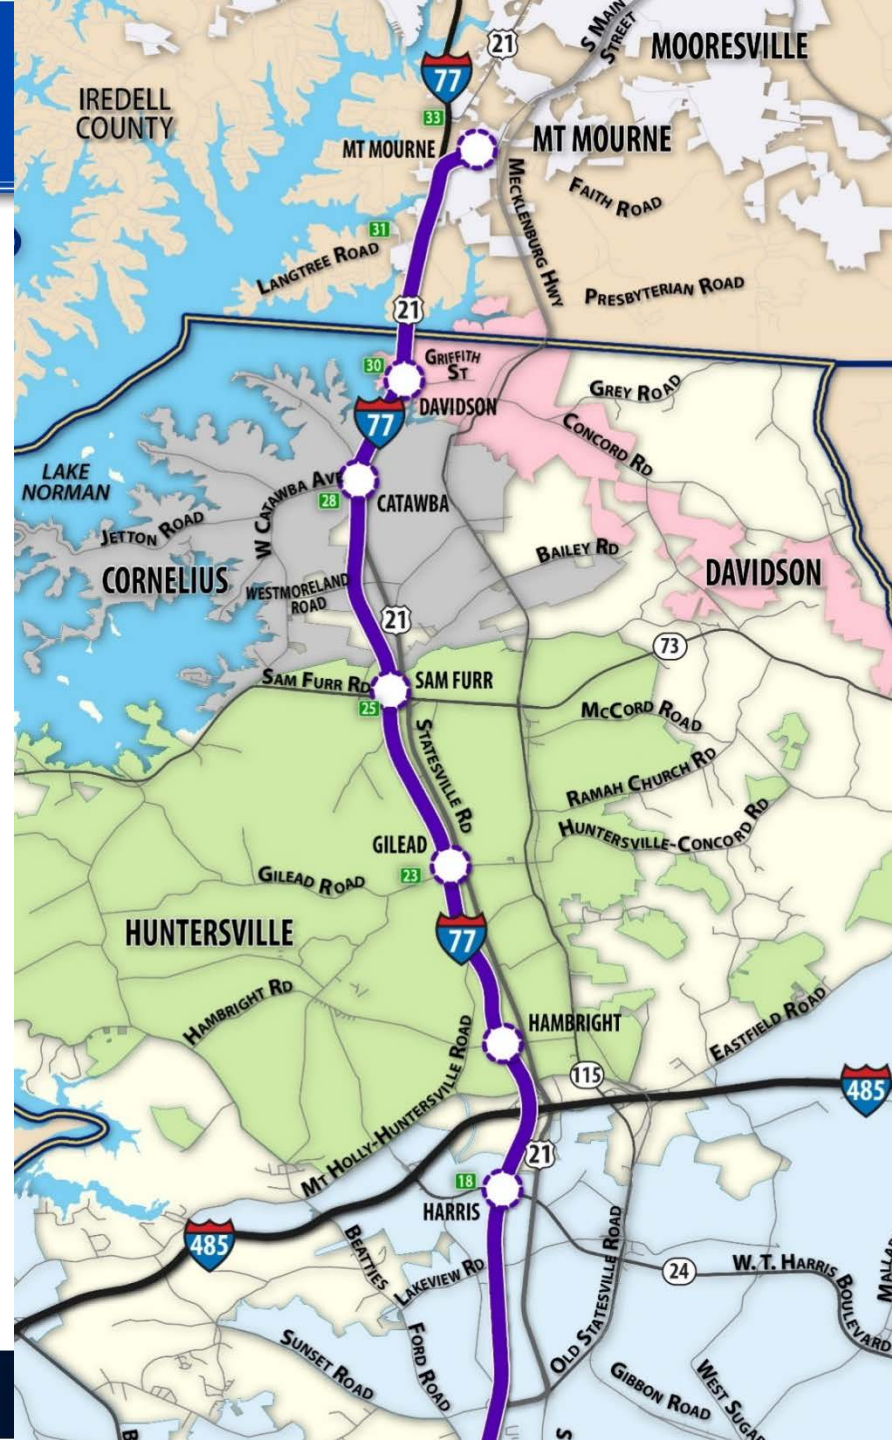 S MAIN
STREET
21
MOORESVILLE
77
IREDELL
COUNTY
33
MT MOURNE
MT MOURNE
MECKLENBURG HWY
FAITH ROAD
31
LANGTREE ROAD
PRESBYTERIAN ROAD
21
30
GRIFFITH
ST
GREY ROAD
DAVIDSON
77
CONCORD RD
LAKE
NORMAN
W CATAWBA AVE
28
CATAWBA
JETTON ROAD
BAILEY RD
CORNELIUS
DAVIDSON
WESTMORELAND
ROAD
21
73
SAM FURR RD
SAM FURR
25
MCCORD ROAD
STATESVILLE RD
RAMAH CHURCH RD
HUNTERSVILLE-CONCORD RD
GILEAD
23
GILEAD ROAD
HUNTERSVILLE
77
HAMBRIGHT RD
HAMBRIGHT
EASTFIELD ROAD
MT HOLLY-HUNTERSVILLE ROAD
115
485
21
18
HARRIS
485
BEATTIES
FORD ROAD
LAKEVIEW RD
OLD STATESVILLE ROAD
24
W.T. HARRIS
BOULEVARD
SUNSET ROAD
GIBBON ROAD
WEST SUGA